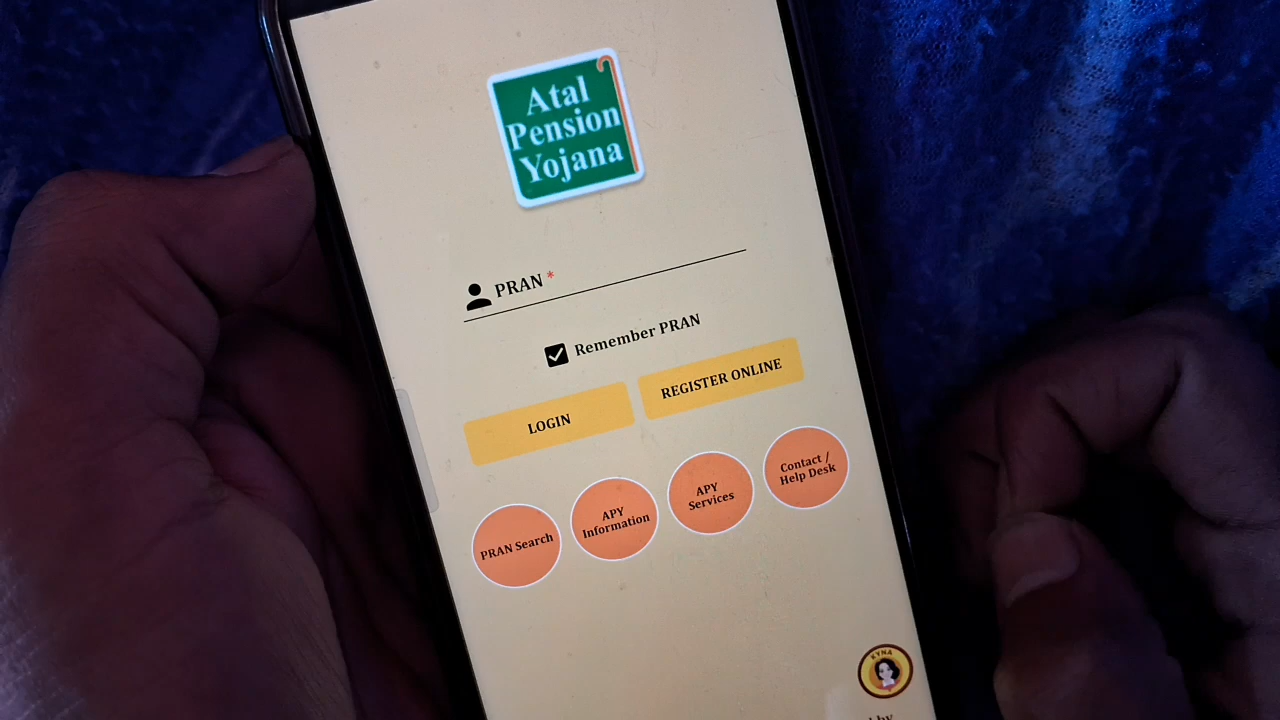 Atal
Pension
Yojana
PRAN *
Remember PRAN
LOGIN
REGISTER ONLINE
PRAN Search
APY
Information
APY
Services
Contact /
Help Desk
KYNA
by